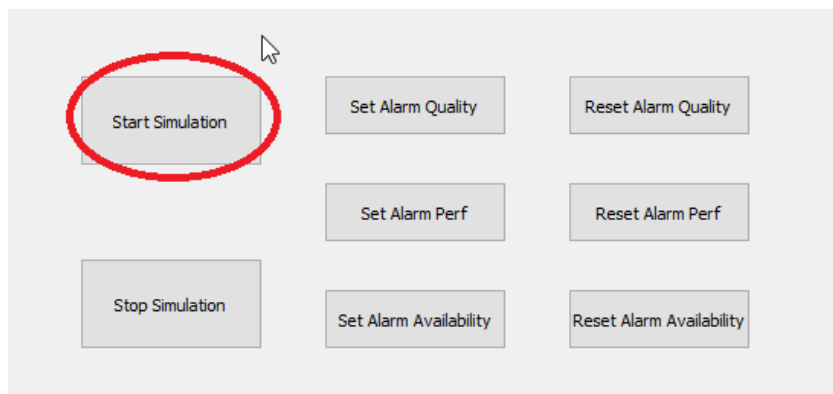 Start Simulation
Set Alarm Quality
Reset Alarm Quality
Set Alarm Perf
Reset Alarm Perf
Stop Simulation
Set Alarm Availability
Reset Alarm Availability